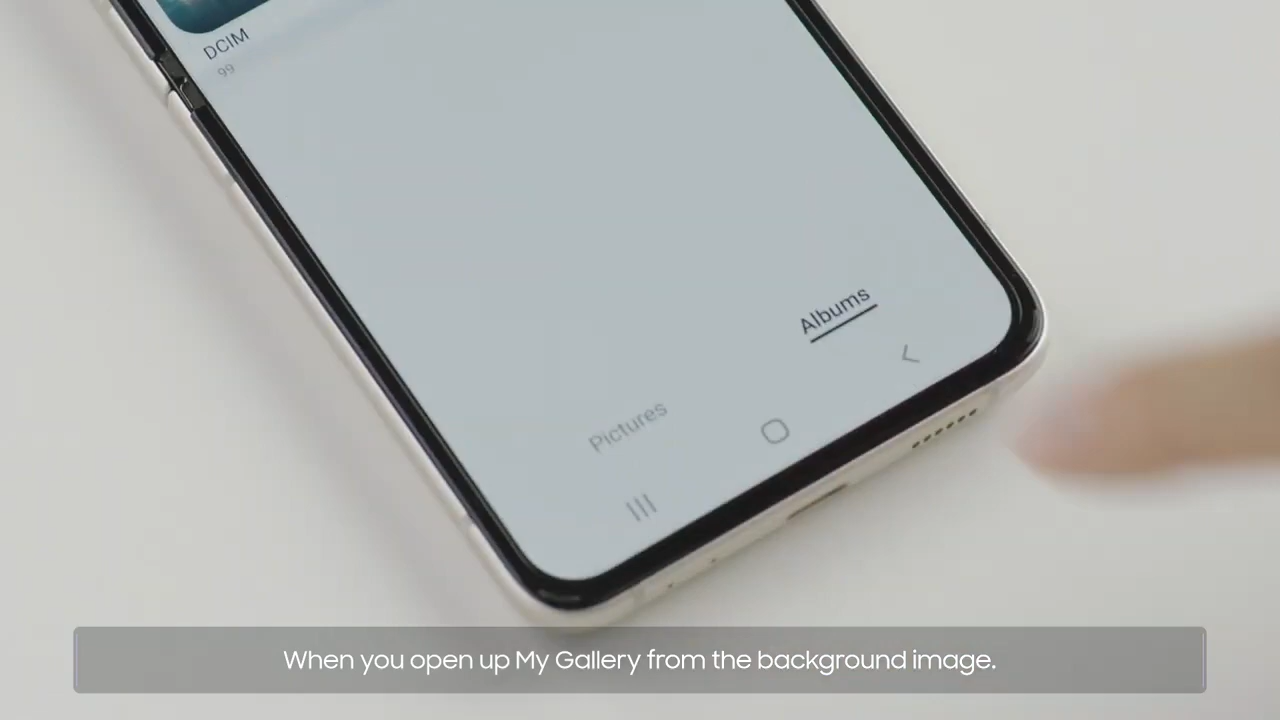 DCIM
99
Albums
Pictures
When you open up My Gallery from the background image.